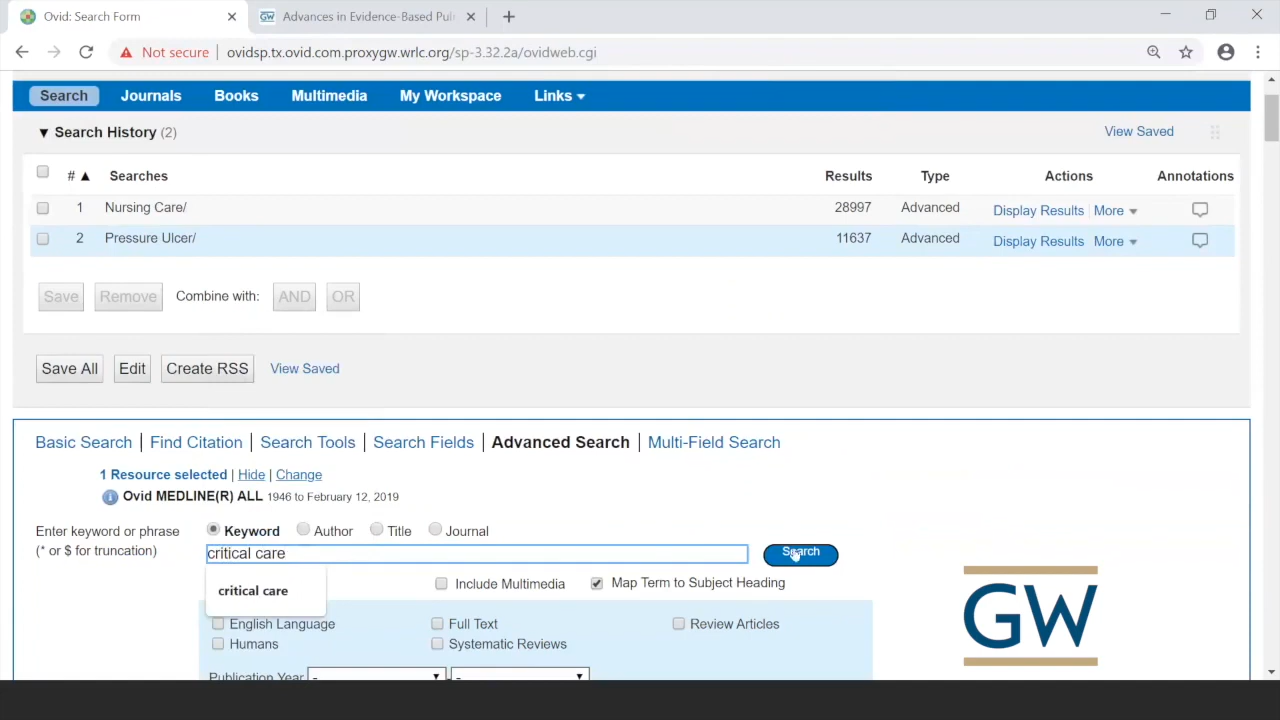 Ovid: Search Form
Advances in Evidence-Based Pul
Not secure ovidsp.tx.ovid.com.proxygw.wrlc.org/sp-3.32.2a/ovidweb.cgi
Search Journals Books Multimedia My Workspace Links
Search History (2) View Saved
# Searches Results Type Actions Annotations
1 Nursing Care/ 28997 Advanced Display Results More
2 Pressure Ulcer/ 11637 Advanced Display Results More
Save Remove Combine with: AND OR
Save All Edit Create RSS View Saved
Basic Search | Find Citation | Search Tools | Search Fields | Advanced Search | Multi-Field Search
1 Resource selected | Hide | Change
Ovid MEDLINE(R) ALL 1946 to February 12, 2019
Enter keyword or phrase Keyword Author Title Journal
(* or $ for truncation) critical care Search
critical care
Include Multimedia Map Term to Subject Heading
English Language Full Text Review Articles
Humans Systematic Reviews
Publication Year - -
GW